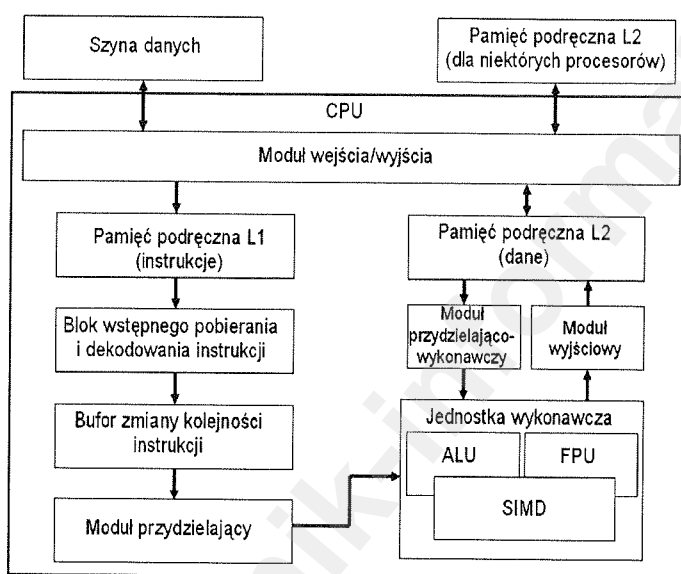 Szyna danych
Pamięć podręczna L2
(dla niektórych procesorów)
CPU
Moduł wejścia/wyjścia
Pamięć podręczna L1
(instrukcje)
Pamięć podręczna L2
(dane)
Blok wstępnego pobierania
i dekodowania instrukcji
Moduł
przydzielająco-
wykonawczy
Moduł
wyjściowy
Bufor zmiany kolejności
instrukcji
Jednostka wykonawcza
ALU
FPU
SIMD
Moduł przydzielający